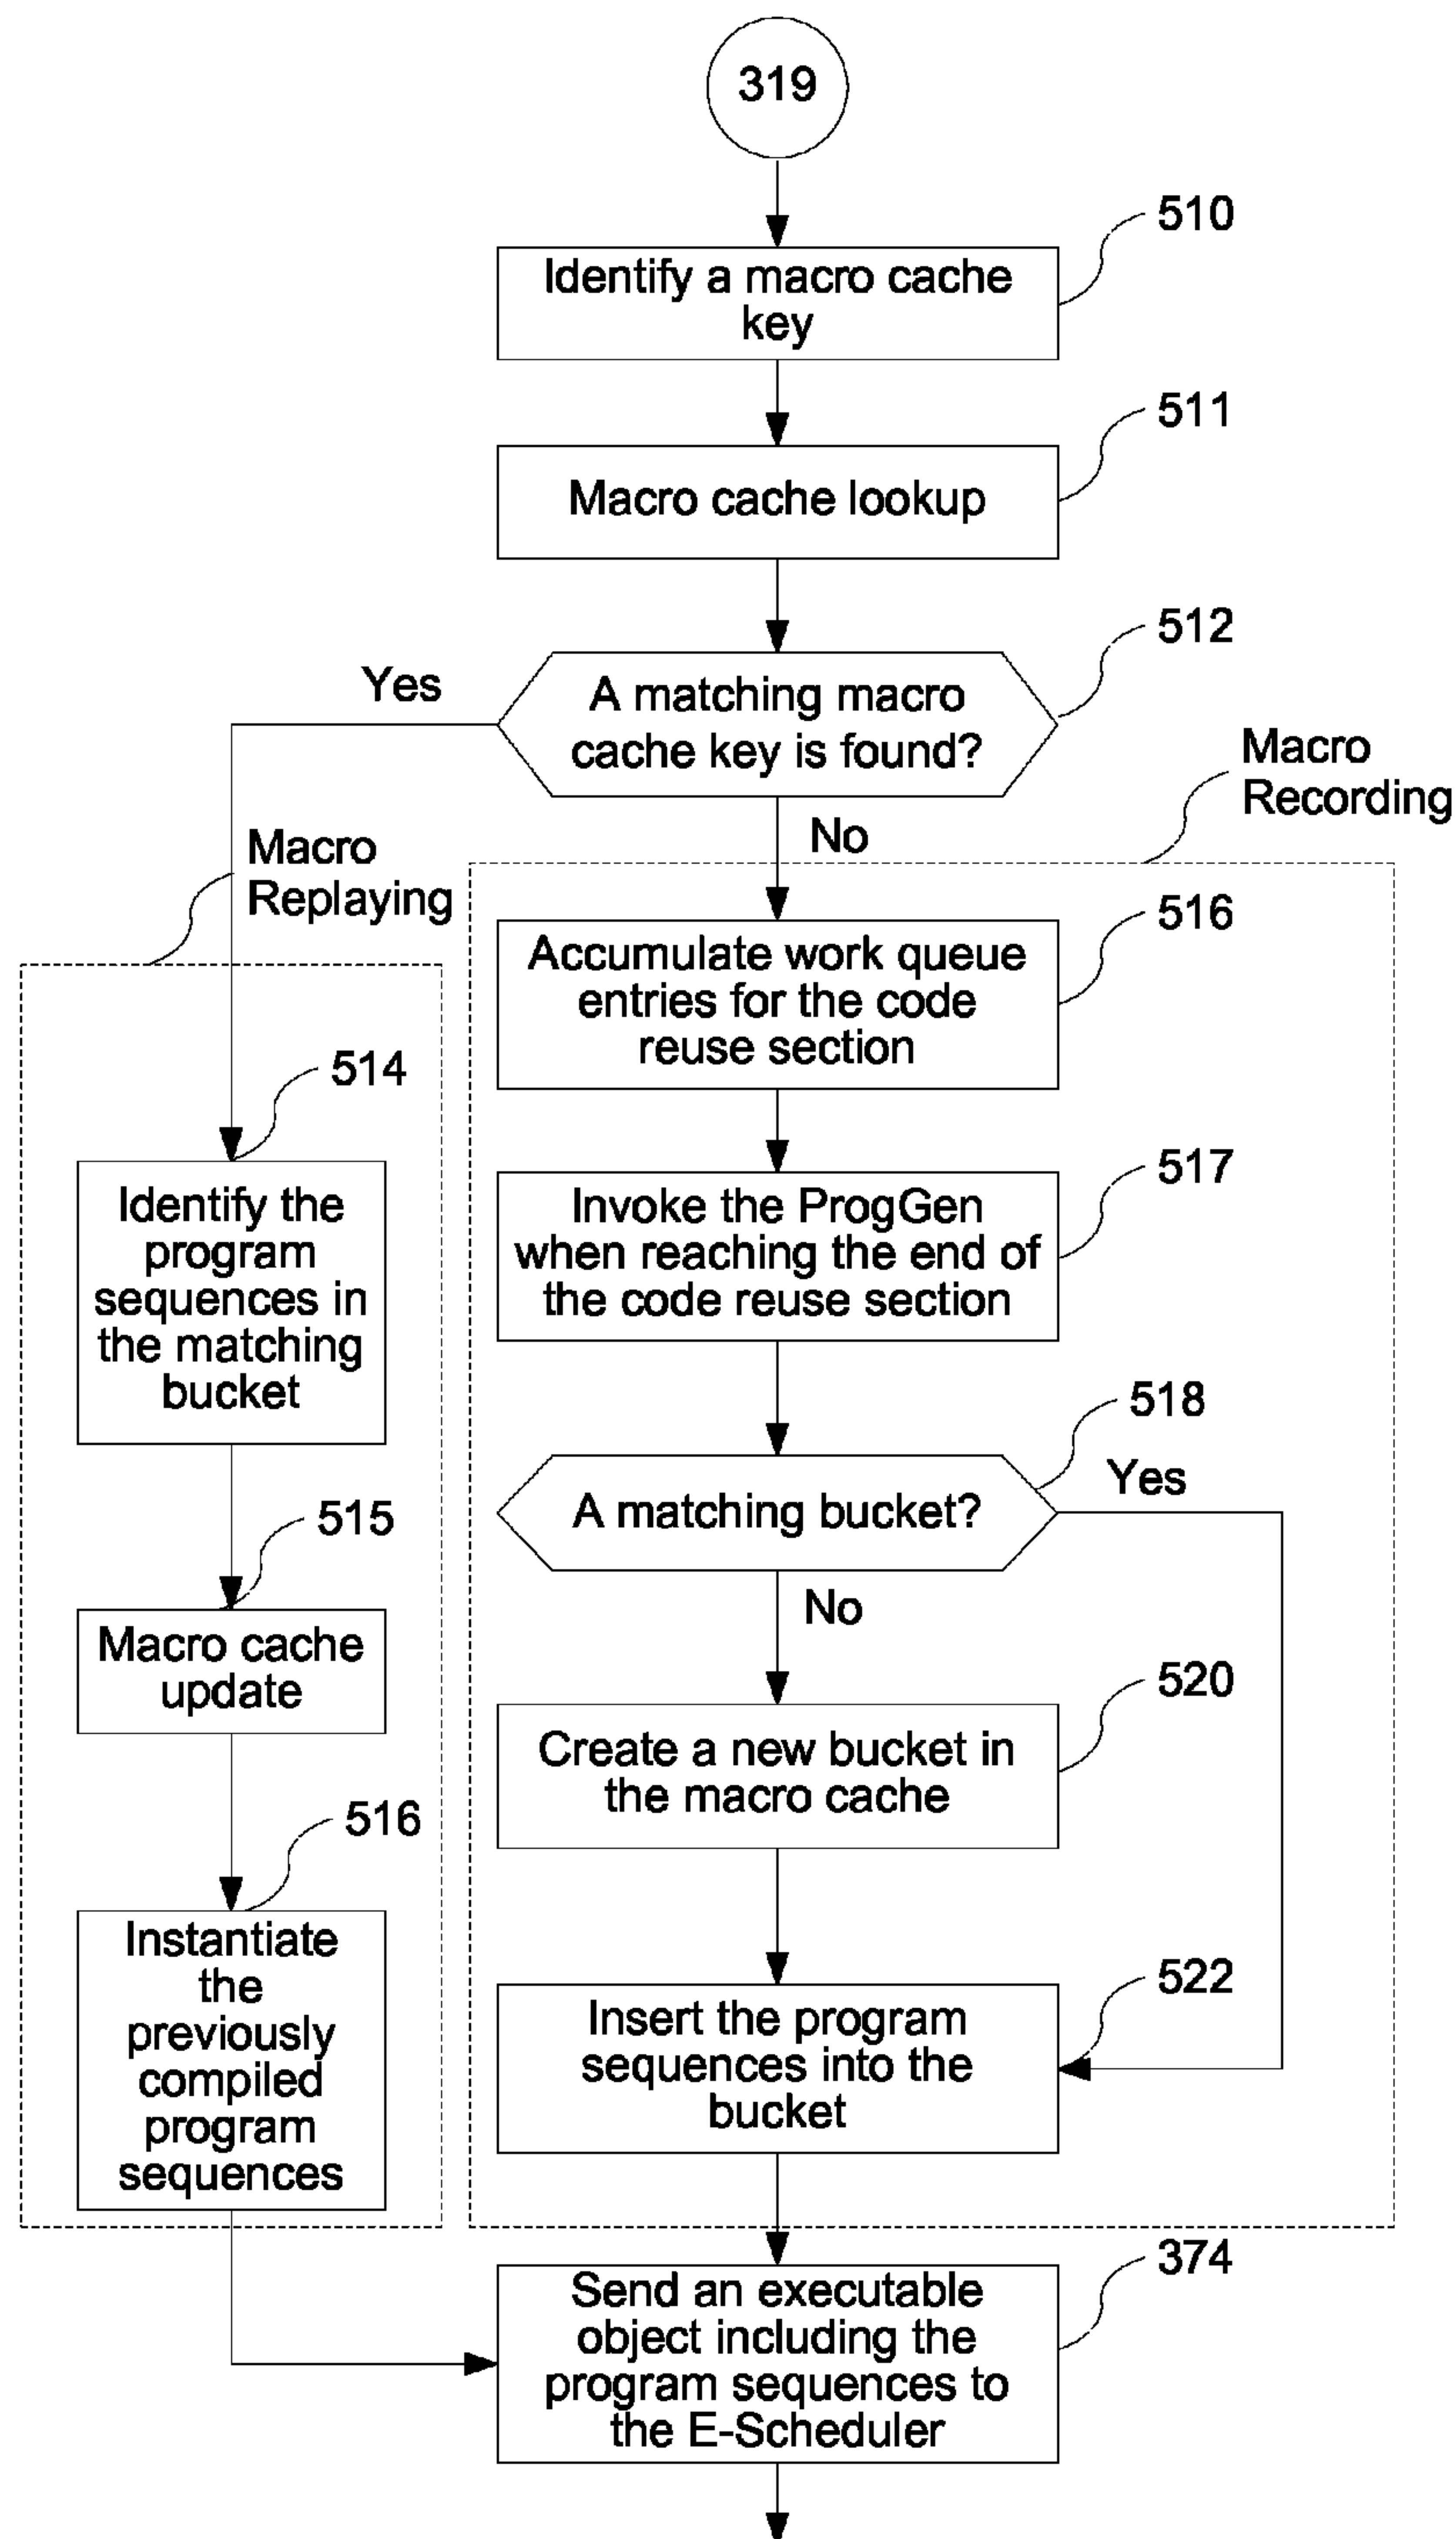 319
510
Identify a macro cache
key
511
Macro cache lookup
512
Yes
A matching macro
cache key is found?
Macro
Recording
No
Macro
Replaying
516
Accumulate work queue
entries for the code
reuse section
514
517
Identify the
program
sequences in
the matching
bucket
Invoke the ProgGen
when reaching the end of
the code reuse section
518
Yes
A matching bucket?
515
No
Macro cache
update
520
Create a new bucket in
the macro cache
516
Instantiate
the
previously
compiled
program
sequences
522
Insert the program
sequences into the
bucket
374
Send an executable
object including the
program sequences to
the E-Scheduler